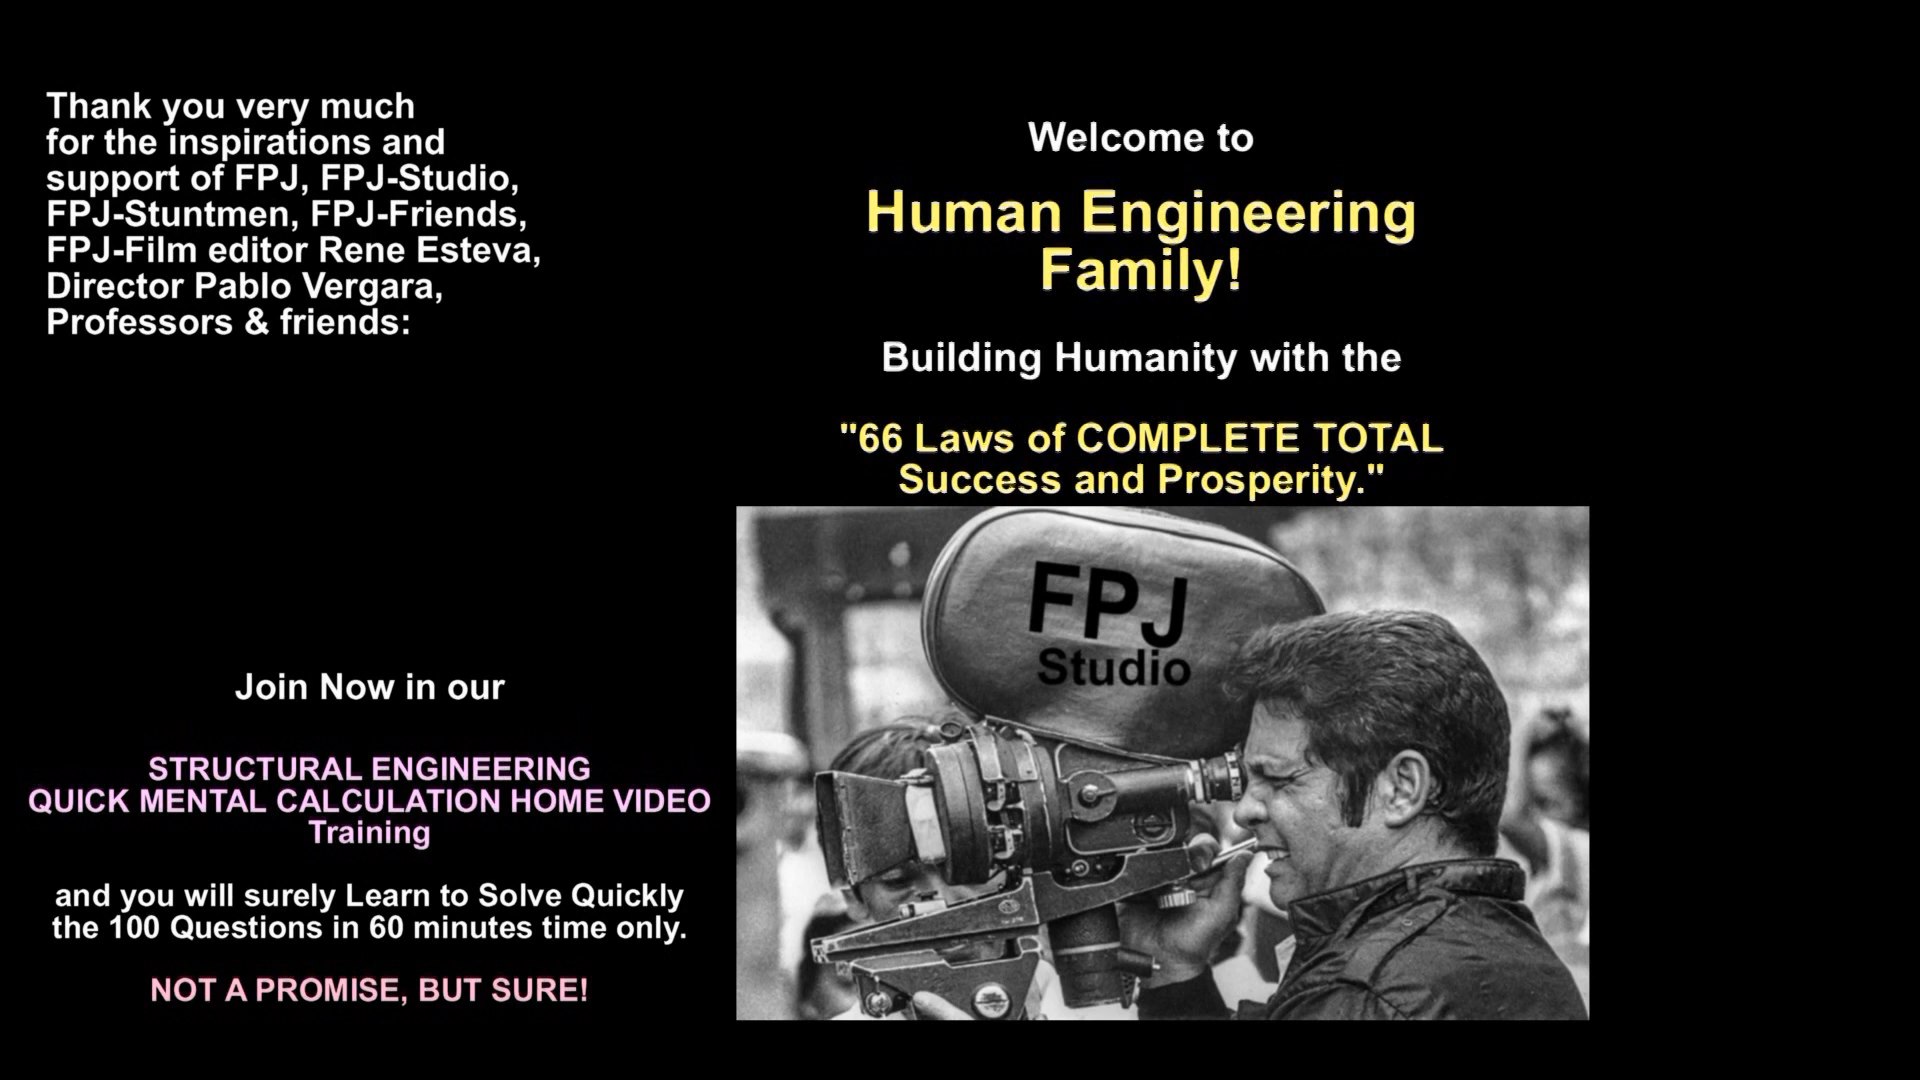 Thank you very much
for the inspirations and
support of FPJ, FPJ-Studio,
FPJ-Stuntmen, FPJ-Friends,
FPJ-Film editor Rene Esteva,
Director Pablo Vergara,
Professors & friends:
Join Now in our
STRUCTURAL ENGINEERING
QUICK MENTAL CALCULATION HOME VIDEO
Training
and you will surely Learn to Solve Quickly
the 100 Questions in 60 minutes time only.
NOT A PROMISE, BUT SURE!
Welcome to
Human Engineering
Family!
Building Humanity with the
"66 Laws of COMPLETE TOTAL
Success and Prosperity."
FPJ
Studio